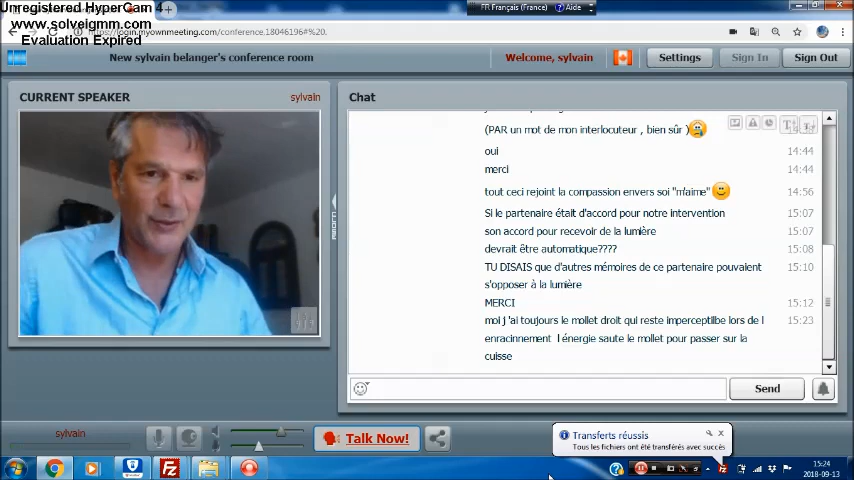 Unregistered HyperCam 4
www.solveigmm.com
Evaluation Expired
FR Français (France)
Aide
https://login.myownmeeting.com/conference,18046196#%20.
New sylvain belanger's conference room
Welcome, sylvain
Settings
Sign In
Sign Out
CURRENT SPEAKER
sylvain
Chat
(PAR un mot de mon interlocuteur , bien sûr )
oui 14:44
merci 14:44
tout ceci rejoint la compassion envers soi "m'aime" 14:56
Si le partenaire était d'accord pour notre intervention 15:07
son accord pour recevoir de la lumière 15:07
devrait être automatique???? 15:08
TU DISAIS que d'autres mémoires de ce partenaire pouvaient 15:10
s'opposer à la lumière
MERCI 15:12
moi j 'ai toujours le mollet droit qui reste imperceptilbe lors de l 15:23
enracinnement l énergie saute le mollet pour passer sur la
cuisse
Send
sylvain
Talk Now!
Transferts réussis
Tous les fichiers ont été transférés avec succès
15:24
2018-09-13